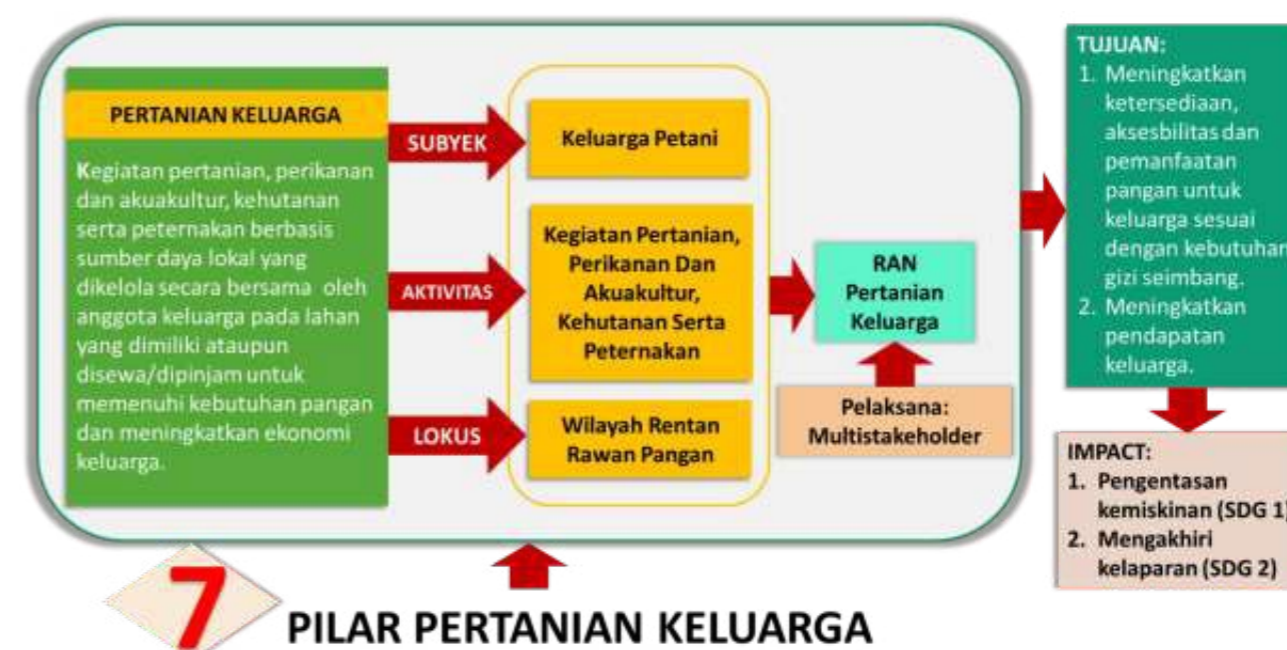 PERTANIAN KELUARGA
Kegiatan pertanian, perikanan
dan akuakultur, kehutanan
serta peternakan berbasis
sumber daya lokal yang
dikelola secara bersama oleh
anggota keluarga pada lahan
yang dimiliki ataupun
disewa/dipinjam untuk
memenuhi kebutuhan pangan
dan meningkatkan ekonomi
keluarga.
SUBYEK
AKTIVITAS
LOKUS
Keluarga Petani
Kegiatan Pertanian,
Perikanan Dan
Akuakultur,
Kehutanan Serta
Peternakan
Wilayah Rentan
Rawan Pangan
RAN
Pertanian
Keluarga
Pelaksana:
Multistakeholder
TUJUAN:
1. Meningkatkan
ketersediaan,
aksesbilitas dan
pemanfaatan
pangan untuk
keluarga sesuai
dengan kebutuhan
gizi seimbang.
2. Meningkatkan
pendapatan
keluarga.
IMPACT:
1. Pengentasan
kemiskinan (SDG 1)
2. Mengakhiri
kelaparan (SDG 2)
7
PILAR PERTANIAN KELUARGA